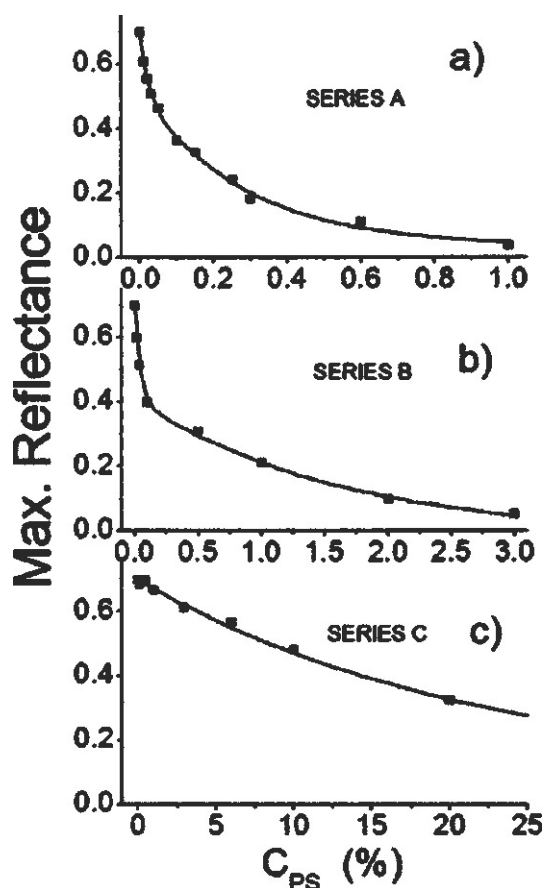 Max. Reflectance
a)
SERIES A
0.6
0.4
0.2
0.0
0.0 0.2 0.4 0.6 0.8 1.0
b)
SERIES B
0.6
0.4
0.2
0.0
0.0 0.5 1.0 1.5 2.0 2.5 3.0
c)
SERIES C
0.6
0.4
0.2
0.0
0 5 10 15 20 25
C_PS (%)